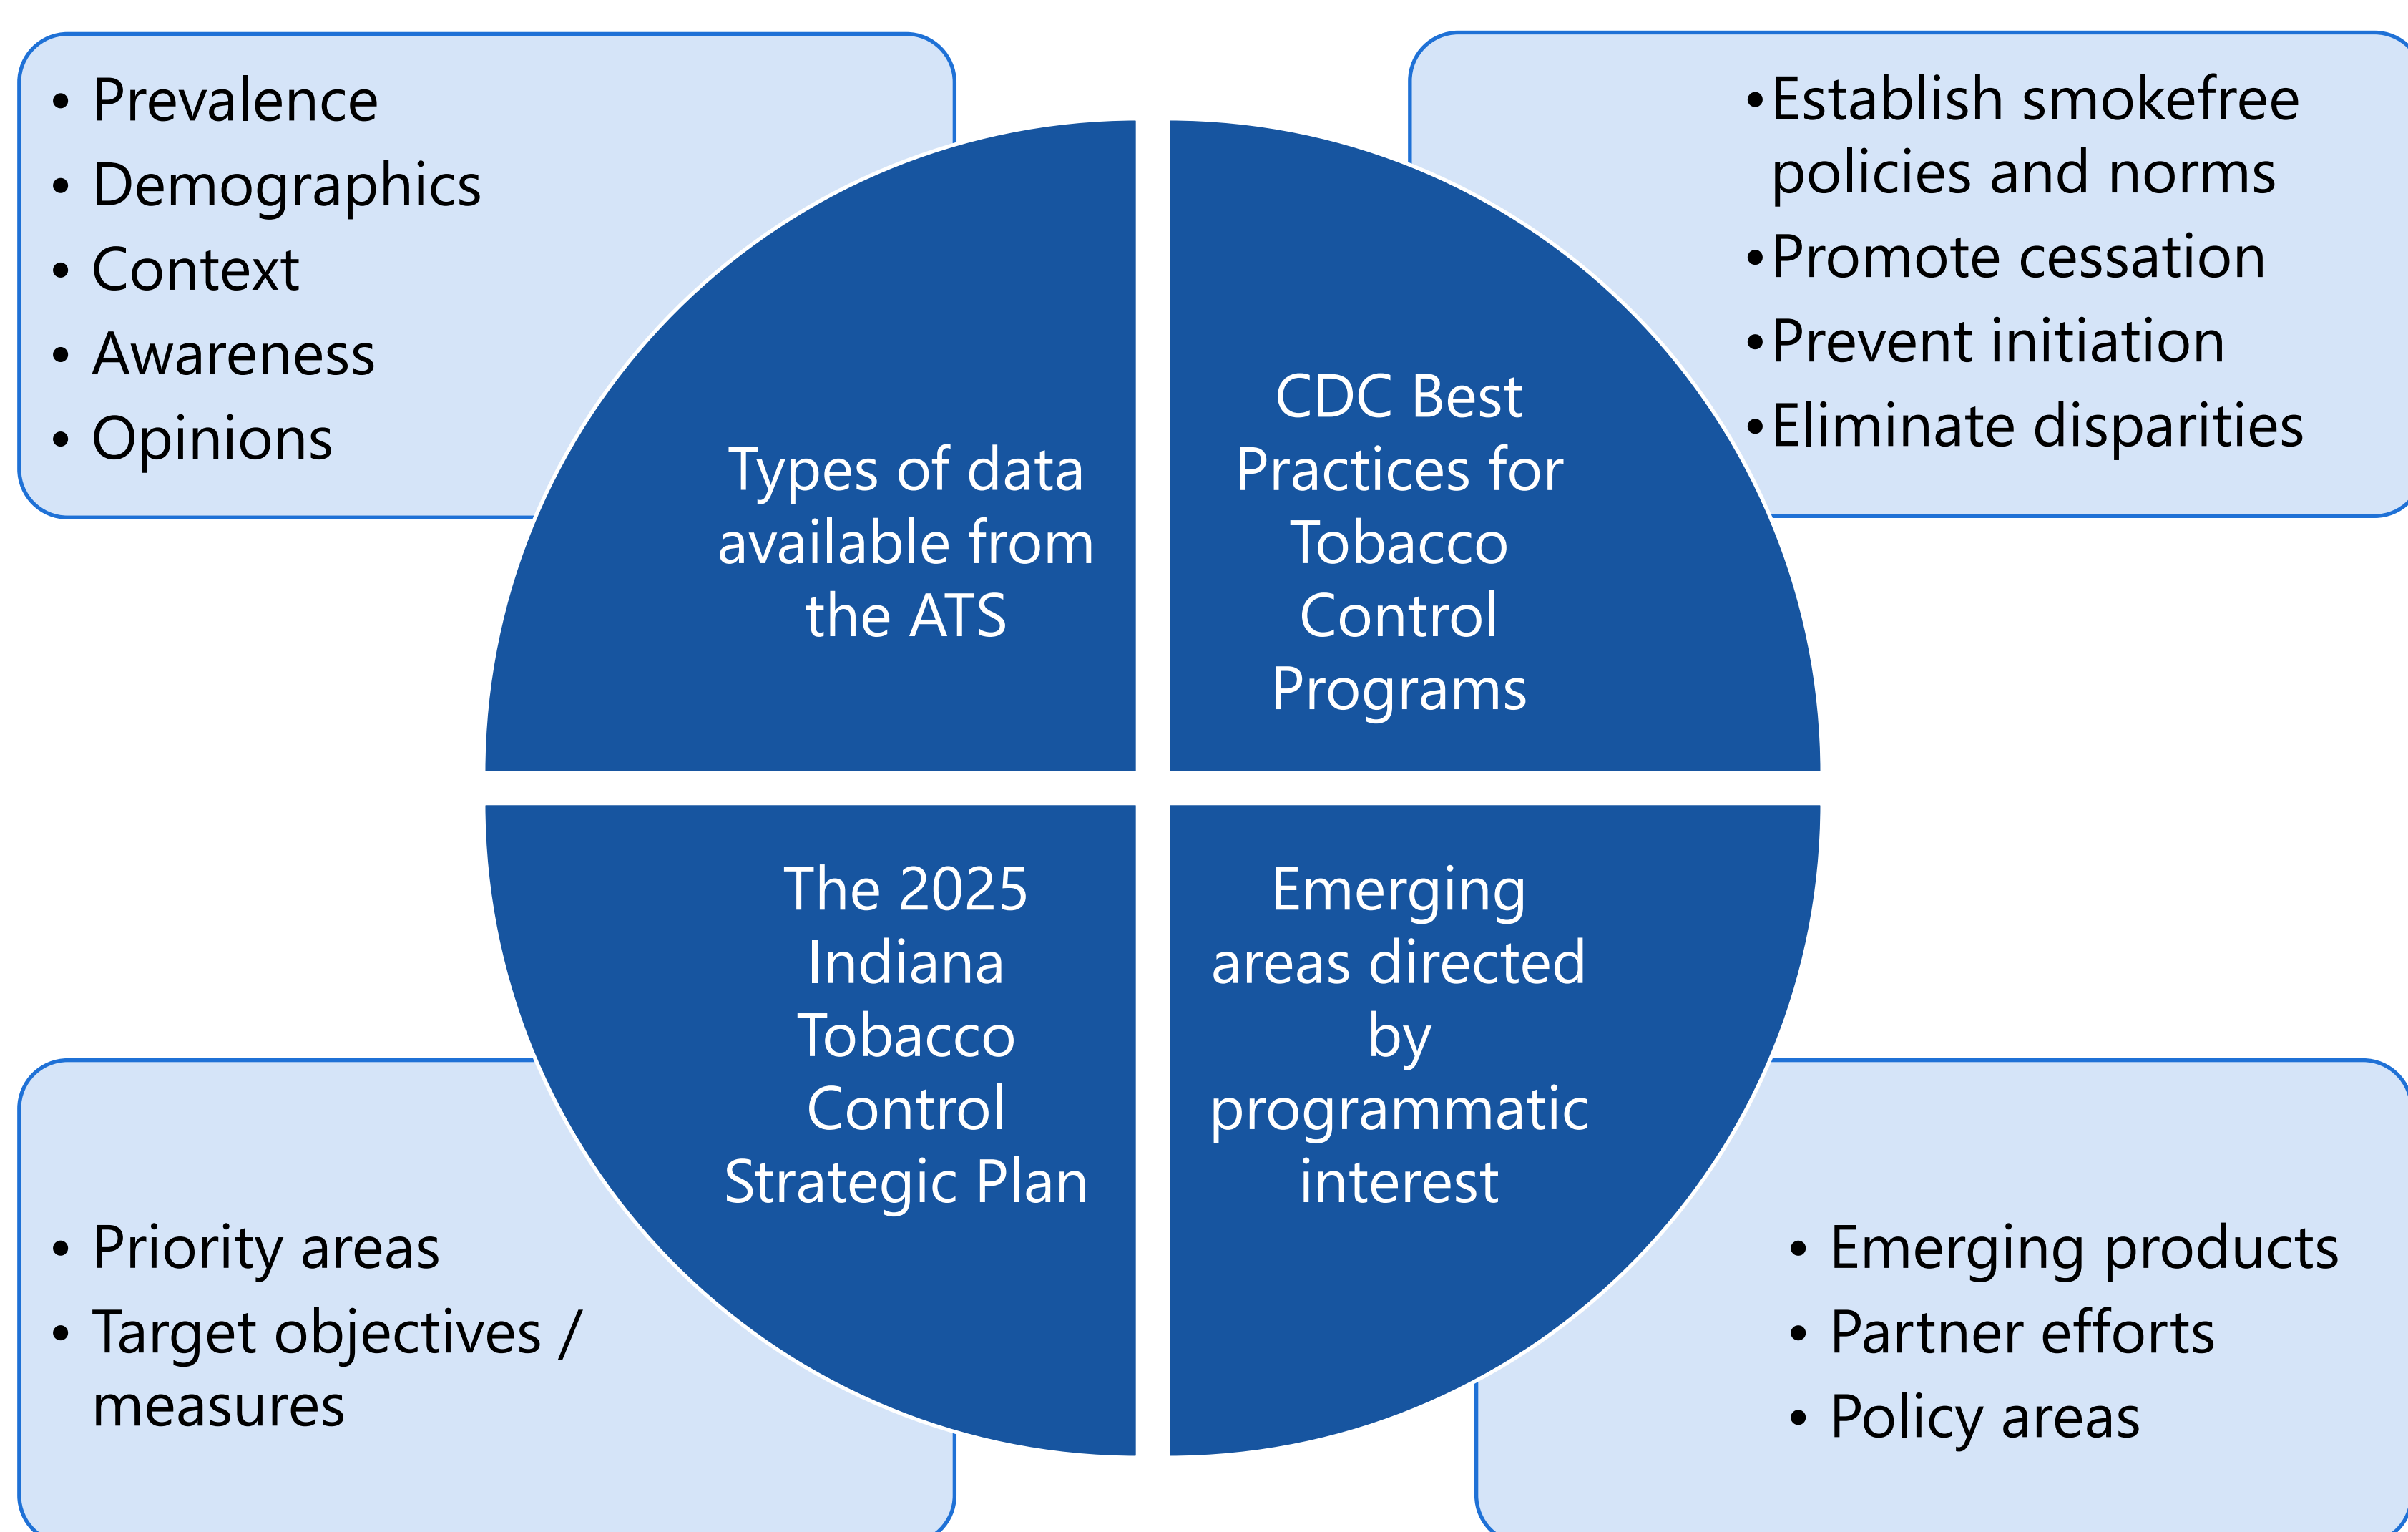 • Prevalence
• Demographics
• Context
• Awareness
• Opinions
Types of data
available from
the ATS
• Establish smokefree
policies and norms
• Promote cessation
• Prevent initiation
• Eliminate disparities
CDC Best
Practices for
Tobacco
Control
Programs
The 2025
Indiana
Tobacco
Control
Strategic Plan
• Priority areas
• Target objectives /
measures
Emerging
areas directed
by
programmatic
interest
• Emerging products
• Partner efforts
• Policy areas